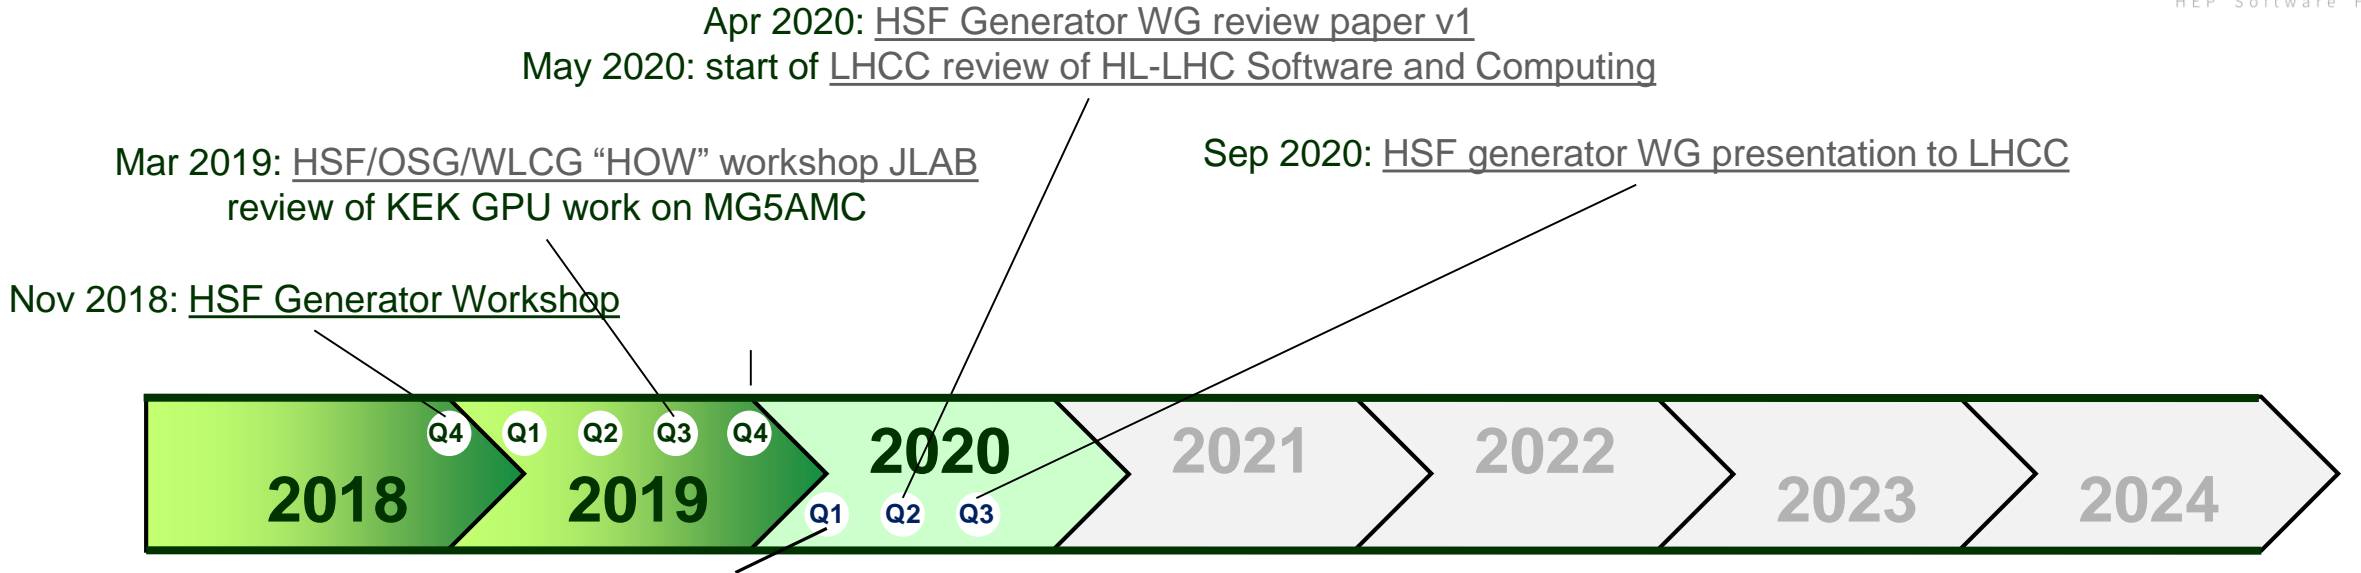 HEP Software F
Apr 2020: HSF Generator WG review paper v1
May 2020: start of LHCC review of HL-LHC Software and Computing
Mar 2019: HSF/OSG/WLCG “HOW” workshop JLAB
review of KEK GPU work on MG5AMC
Sep 2020: HSF generator WG presentation to LHCC
Nov 2018: HSF Generator Workshop
Q4 Q1 Q2 Q3 Q4
2020 2021 2022
2018 2019 2023 2024
Q1 Q2 Q3